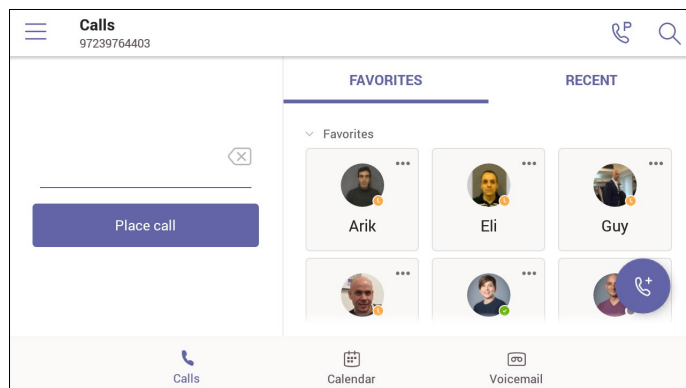 Calls
97239764403
P
FAVORITES
RECENT
Favorites
Place call
Arik
Eli
Guy
Calls
Calendar
Voicemail